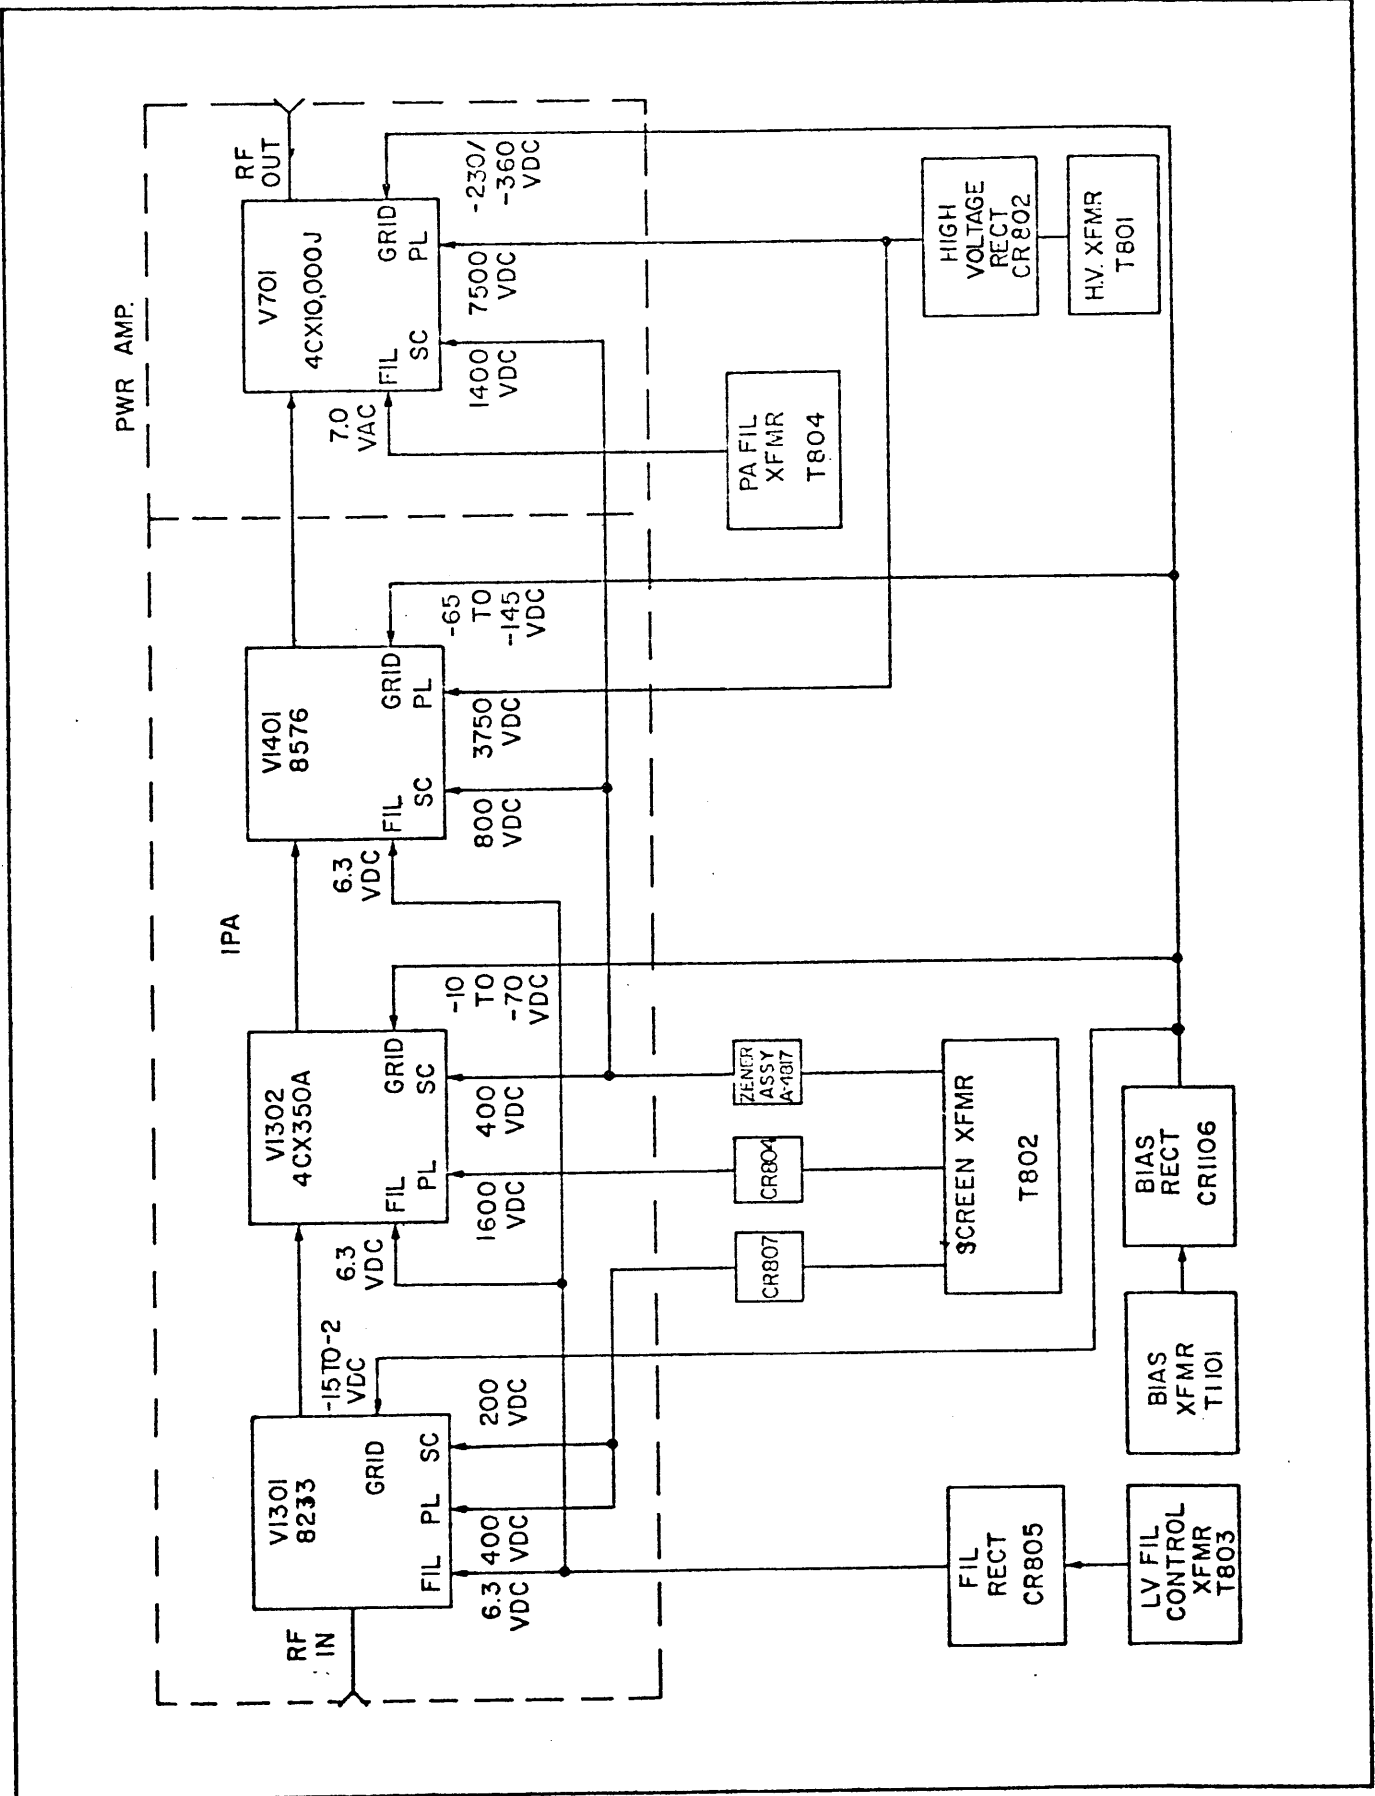 PWR AMP.
IPA
RF
IN
V1301
8233
GRID
FIL
PL
SC
6.3
VDC
400
VDC
200
VDC
-15TO-2
VDC
V1302
4CX350A
FIL
PL
GRID
SC
6.3
VDC
1600
VDC
400
VDC
-10
TO
-70
VDC
V1401
8576
FIL
SC
GRID
PL
6.3
VDC
800
VDC
3750
VDC
-65
TO
-145
VDC
V701
4CX10,000J
FIL
SC
GRID
PL
7.0
VAC
1400
VDC
7500
VDC
-230/
-360
VDC
RF
OUT
CR807
CR804
ZENER
ASSY
A-4817
PA FIL
XFMR
T804
FIL
RECT
CR805
SCREEN XFMR
T802
HIGH
VOLTAGE
RECT
CR802
LV FIL
CONTROL
XFMR
T803
BIAS
XFMR
T1101
BIAS
RECT
CR1106
H.V. XFMR
T801